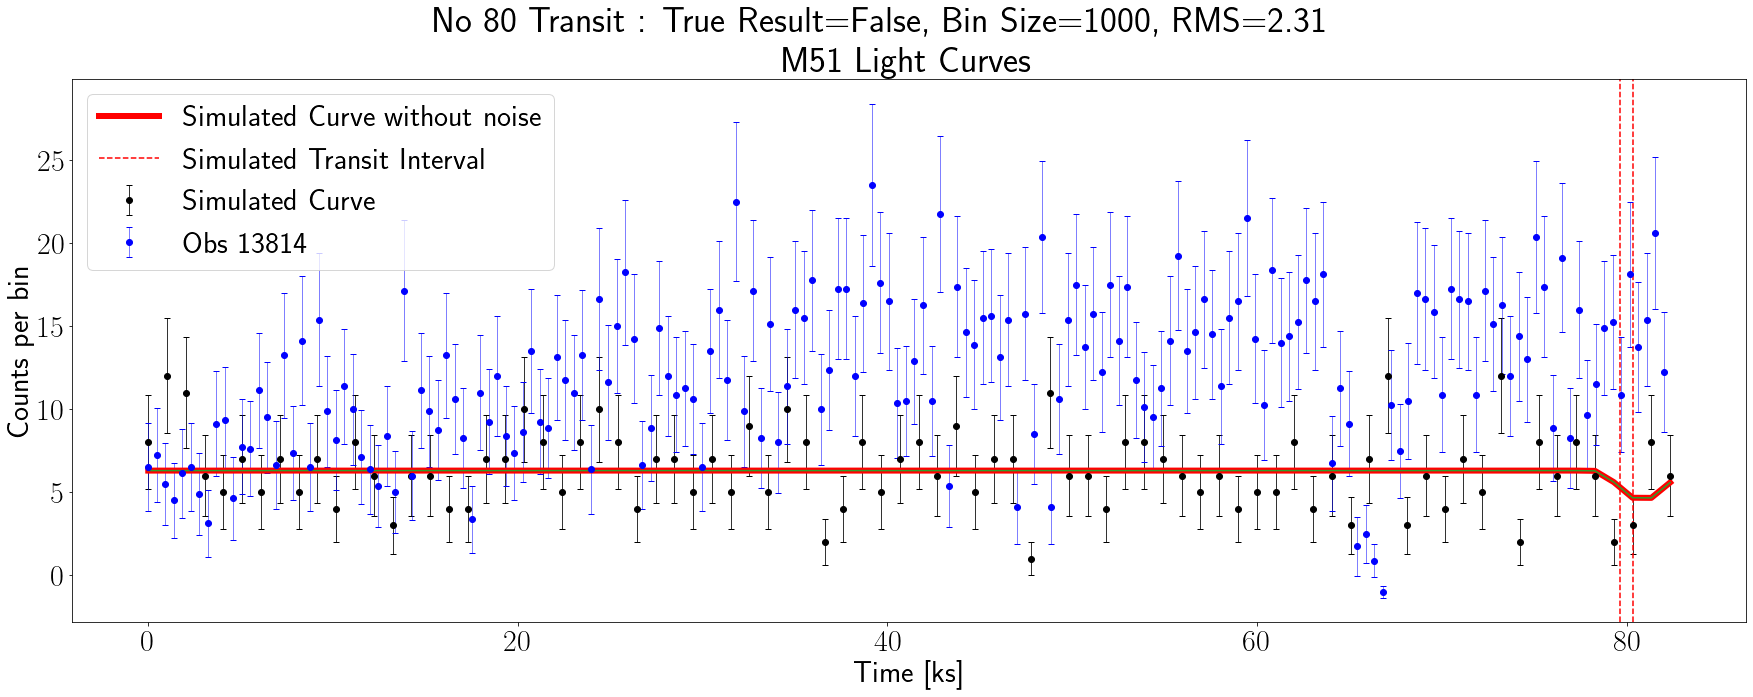 No 80 Transit : True Result=False, Bin Size=1000, RMS=2.31
M51 Light Curves
Simulated Curve without noise
Simulated Transit Interval
Simulated Curve
Obs 13814
Counts per bin
25
20
15
10
5
0
0 20 40 60 80
Time [ks]